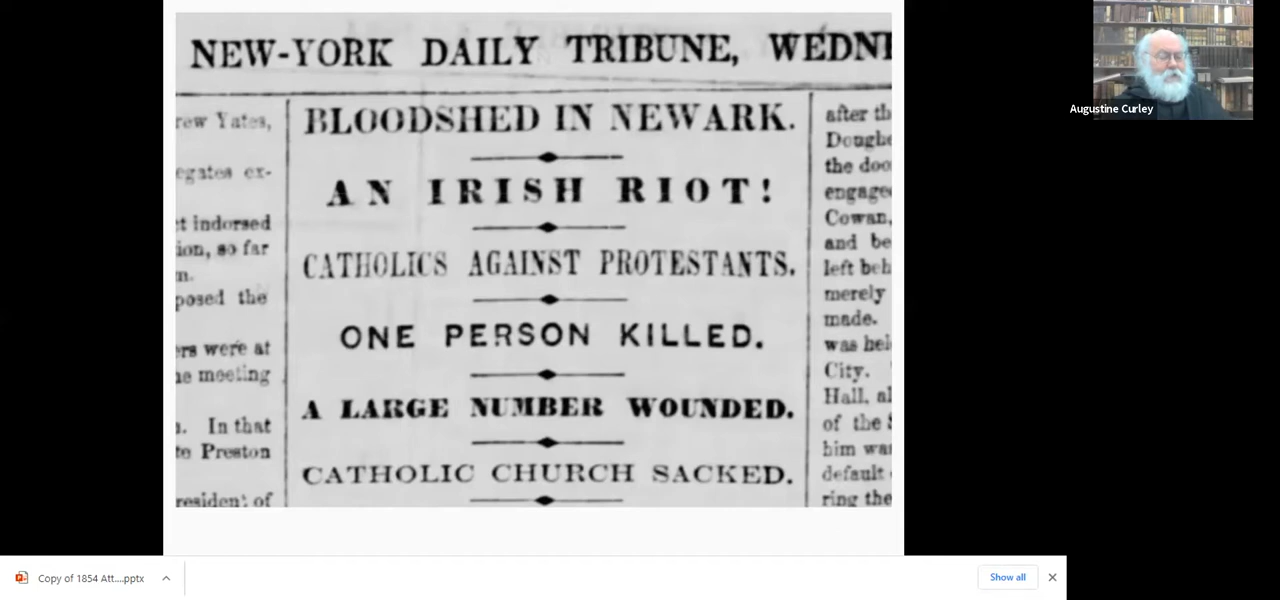 NEW-YORK DAILY TRIBUNE, WEDN
rew Yates,
egates ex-
t indorsed
ion, so far
n.
posed the
ers were at
he meeting
. In that
te Preston
resident of
BLOODSHED IN NEWARK.
AN IRISH RIOT!
CATHOLICS AGAINST PROTESTANTS.
ONE PERSON KILLED.
A LARGE NUMBER WOUNDED.
CATHOLIC CHURCH SACKED.
after th
Doughe
the doo
engage
Cowan,
and be
left beh
merely
made.
was hel
City.
Hall, al
of the S
him wa
default
ring the
Augustine Curley
Copy of 1854 Att....pptx
Show all